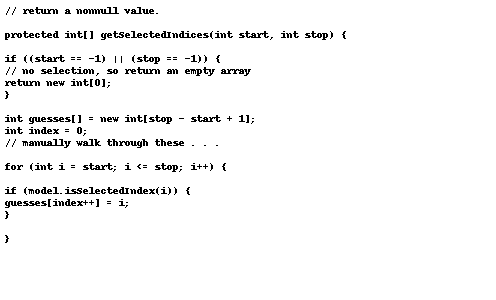 // return a nonnull value.
protected int[] getSelectedIndices(int start, int stop) {
if ((start == -1) || (stop == -1)) {
// no selection, so return an empty array
return new int[0];
}
int guesses[] = new int[stop - start + 1];
int index = 0;
// manually walk through these . . .
for (int i = start; i <= stop; i++) {
if (model.isSelectedIndex(i)) {
guesses[index++] = i;
}
}